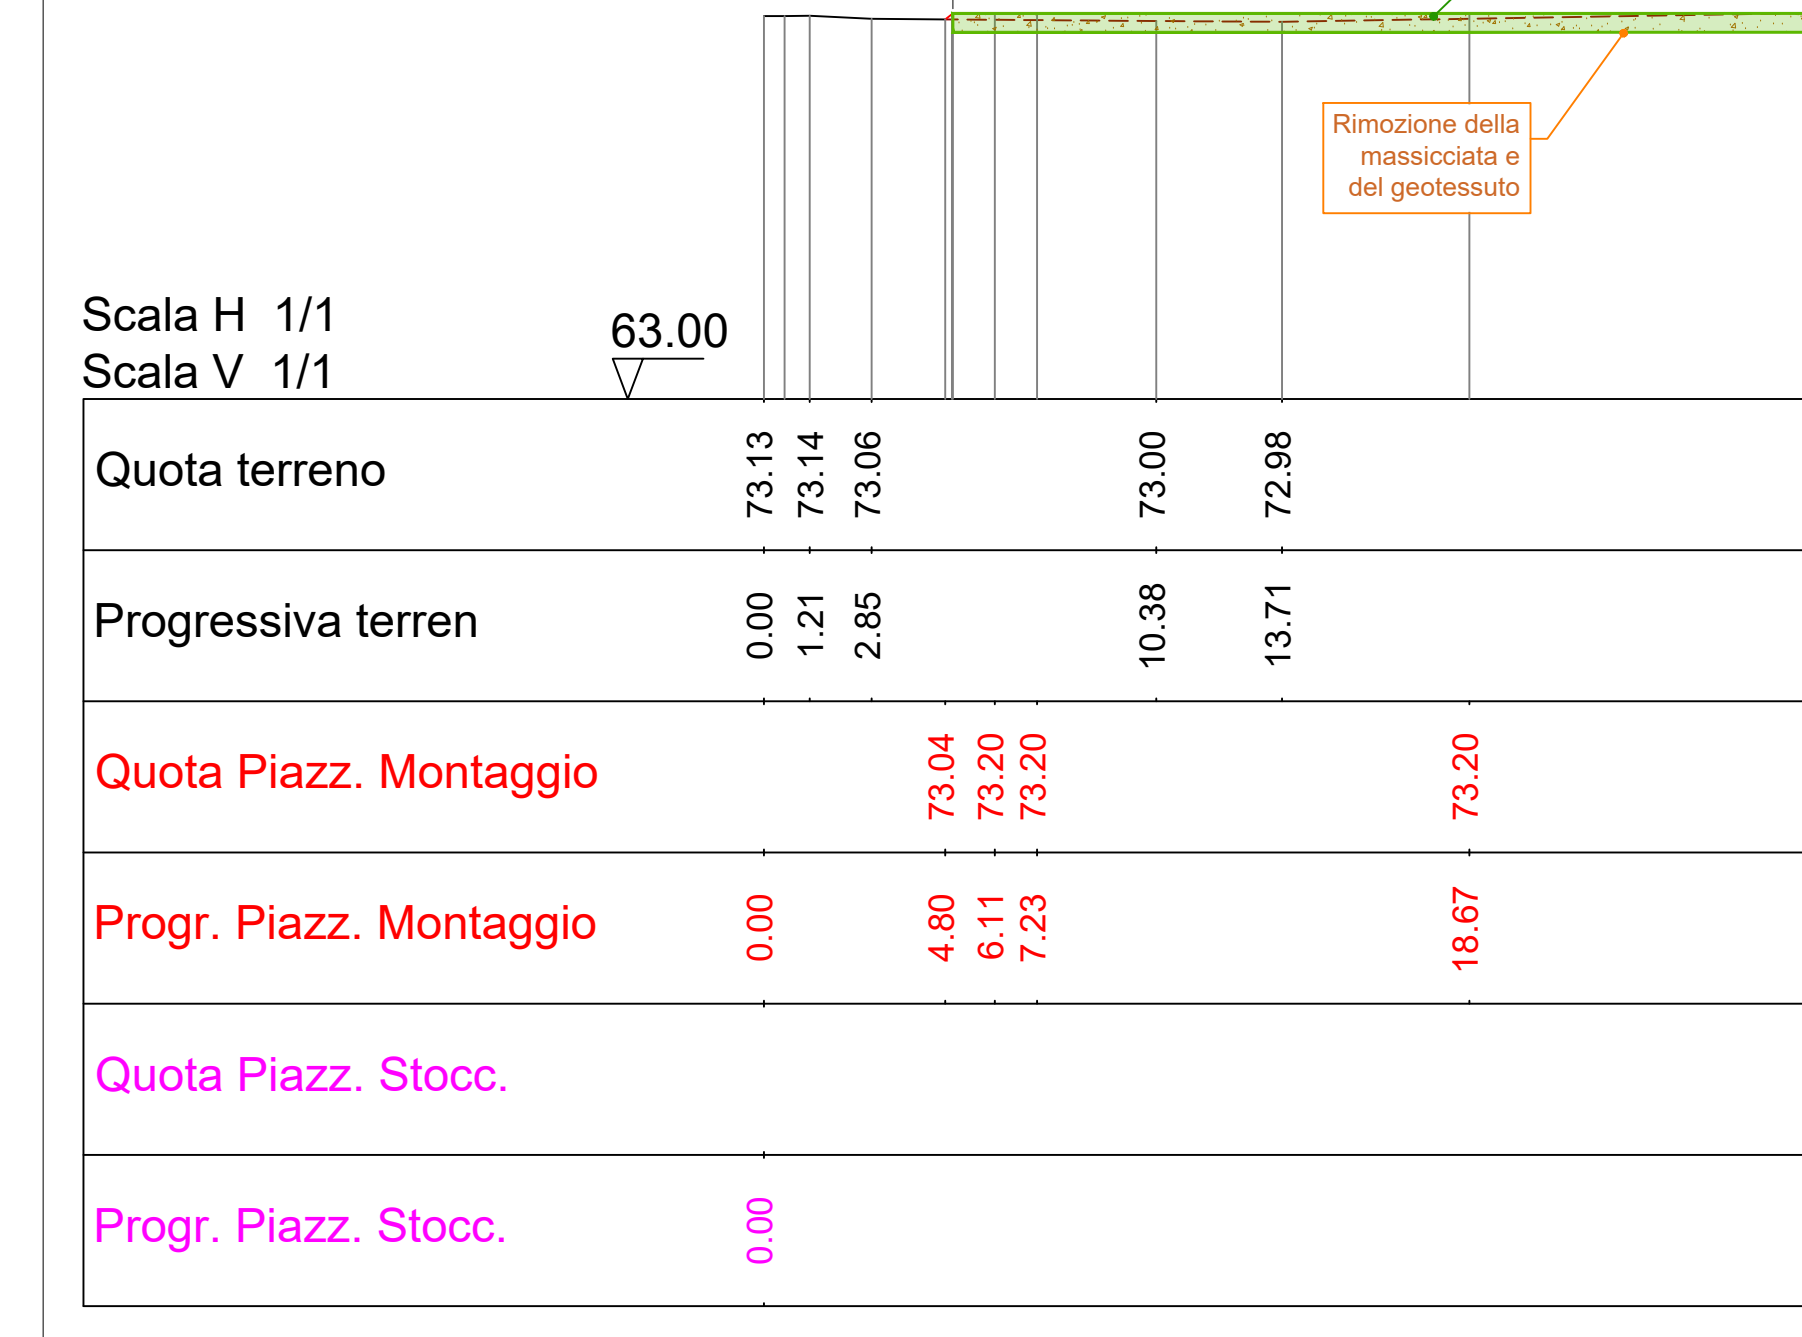 Rimozione della
massicciata e
del geotessuto
Scala H 1/1
Scala V 1/1
63.00
Quota terreno 73.13 73.14 73.06 73.00 72.98
Progressiva terren 0.00 1.21 2.85 10.38 13.71
Quota Piazz. Montaggio 73.04 73.20 73.20 73.20
Progr. Piazz. Montaggio 0.00 4.80 6.11 7.23 18.67
Quota Piazz. Stocc.
Progr. Piazz. Stocc. 0.00